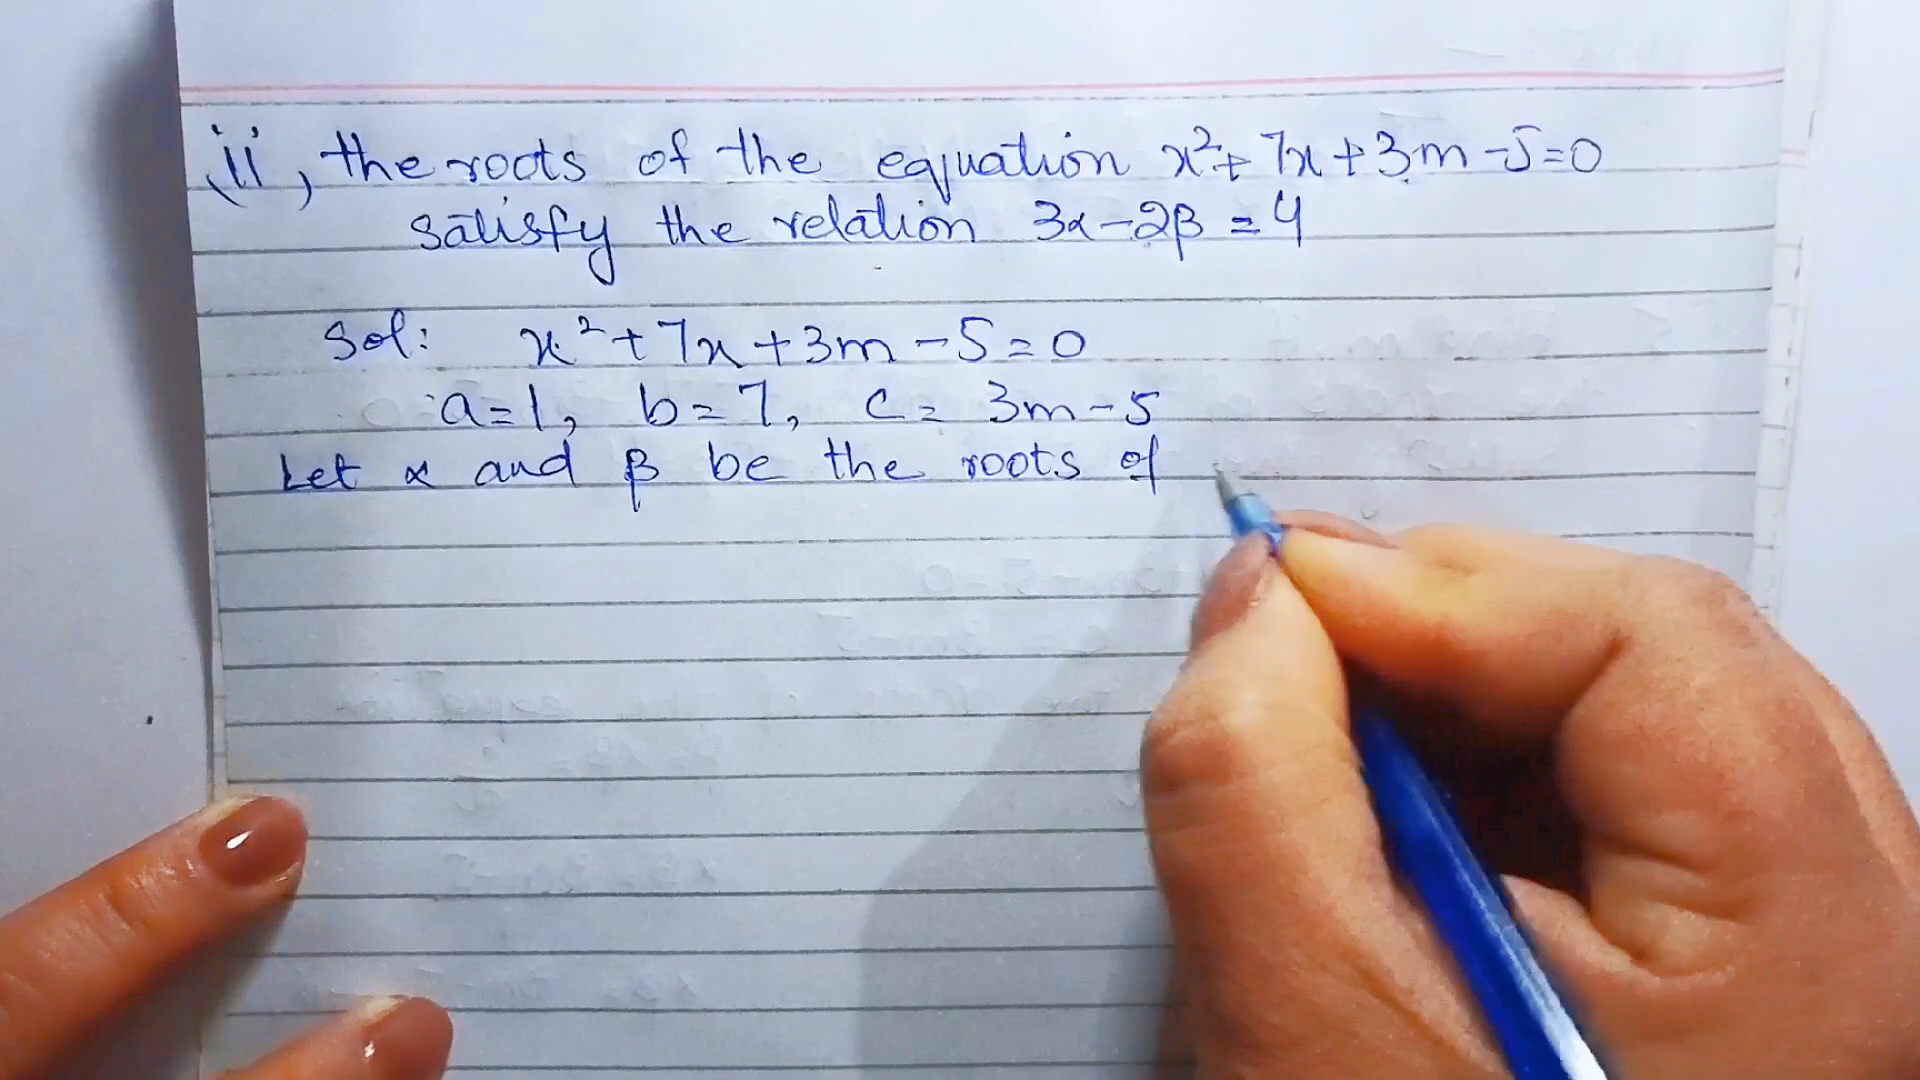 (ii, the roots of the equation x² + 7x + 3m - 5 = 0
satisfy the relation 3α - 2β = 4
Sol: x² + 7x + 3m - 5 = 0
a = 1, b = 7, c = 3m - 5
Let α and β be the roots of